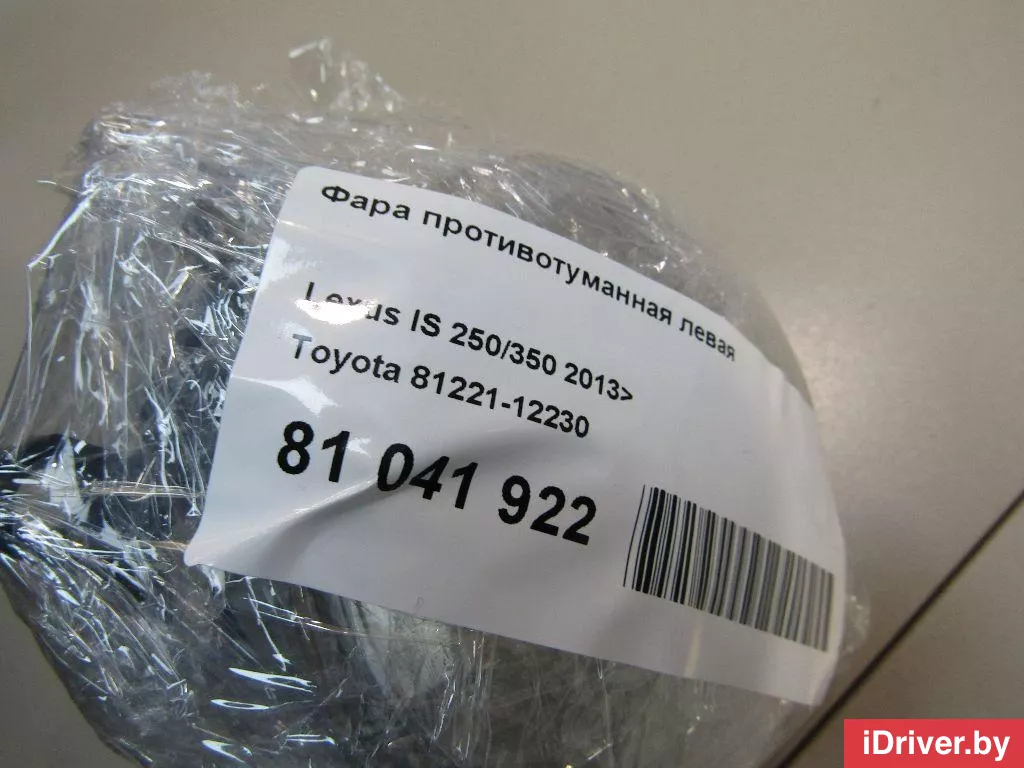 Фара противотуманная левая
Lexus IS 250/350 2013>
Toyota 81221-12230
81 041 922
iDriver.by